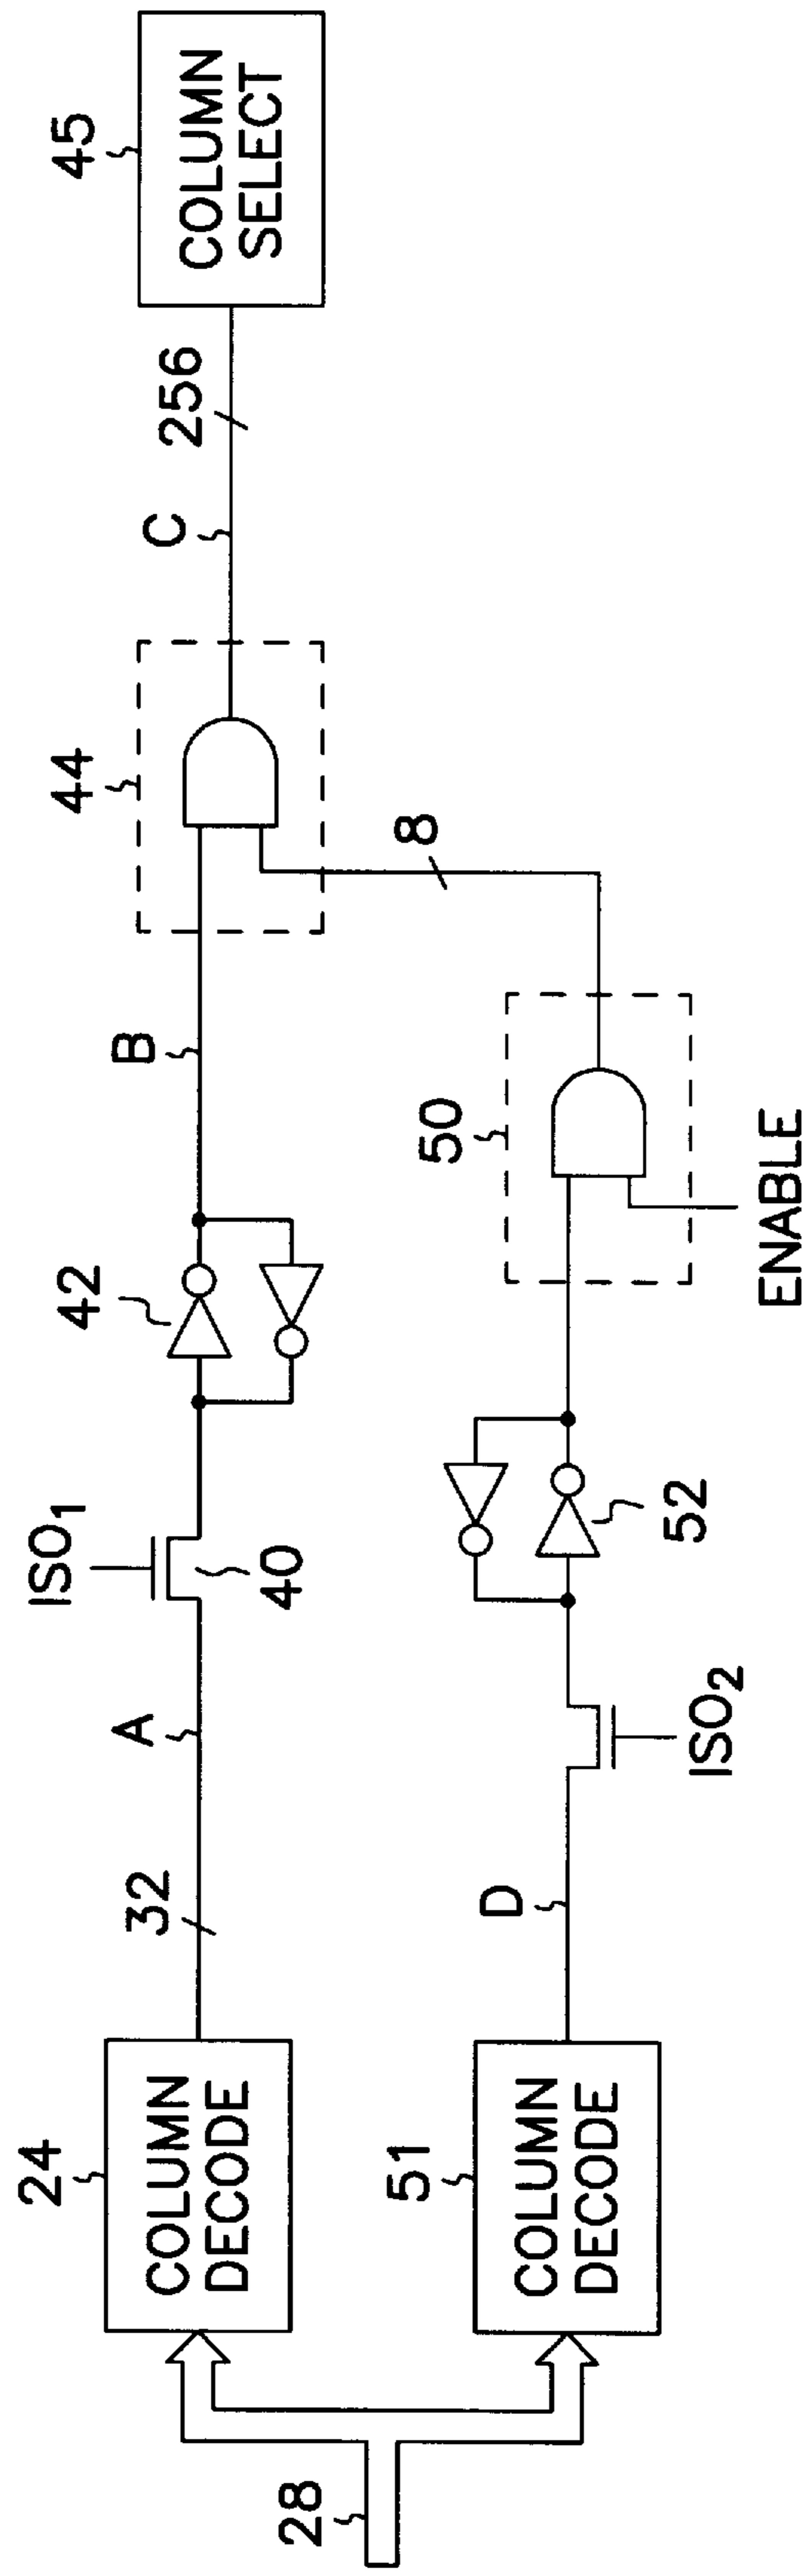 28
24
COLUMN
DECODE
32
A
ISO1
40
42
B
44
C
256
45
COLUMN
SELECT
51
COLUMN
DECODE
D
ISO2
52
50
ENABLE
8